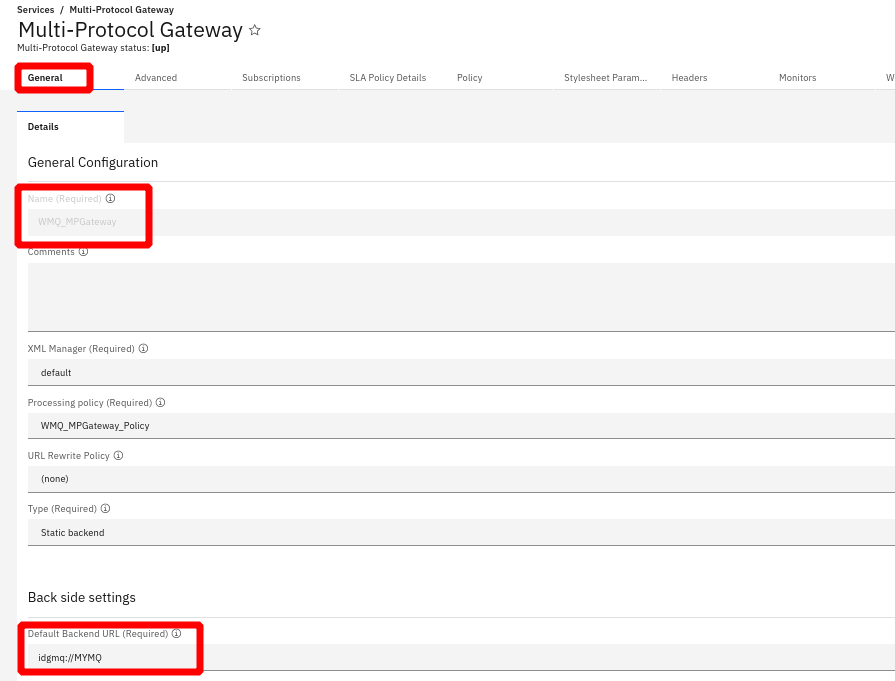 Services / Multi-Protocol Gateway
Multi-Protocol Gateway
Multi-Protocol Gateway status: [up]
General Advanced Subscriptions SLA Policy Details Policy Stylesheet Param... Headers Monitors W
Details
General Configuration
Name (Required)
WMQ_MPGateway
Comments
XML Manager (Required)
default
Processing policy (Required)
WMQ_MPGateway_Policy
URL Rewrite Policy
(none)
Type (Required)
Static backend
Back side settings
Default Backend URL (Required)
idgmq://MYMQ